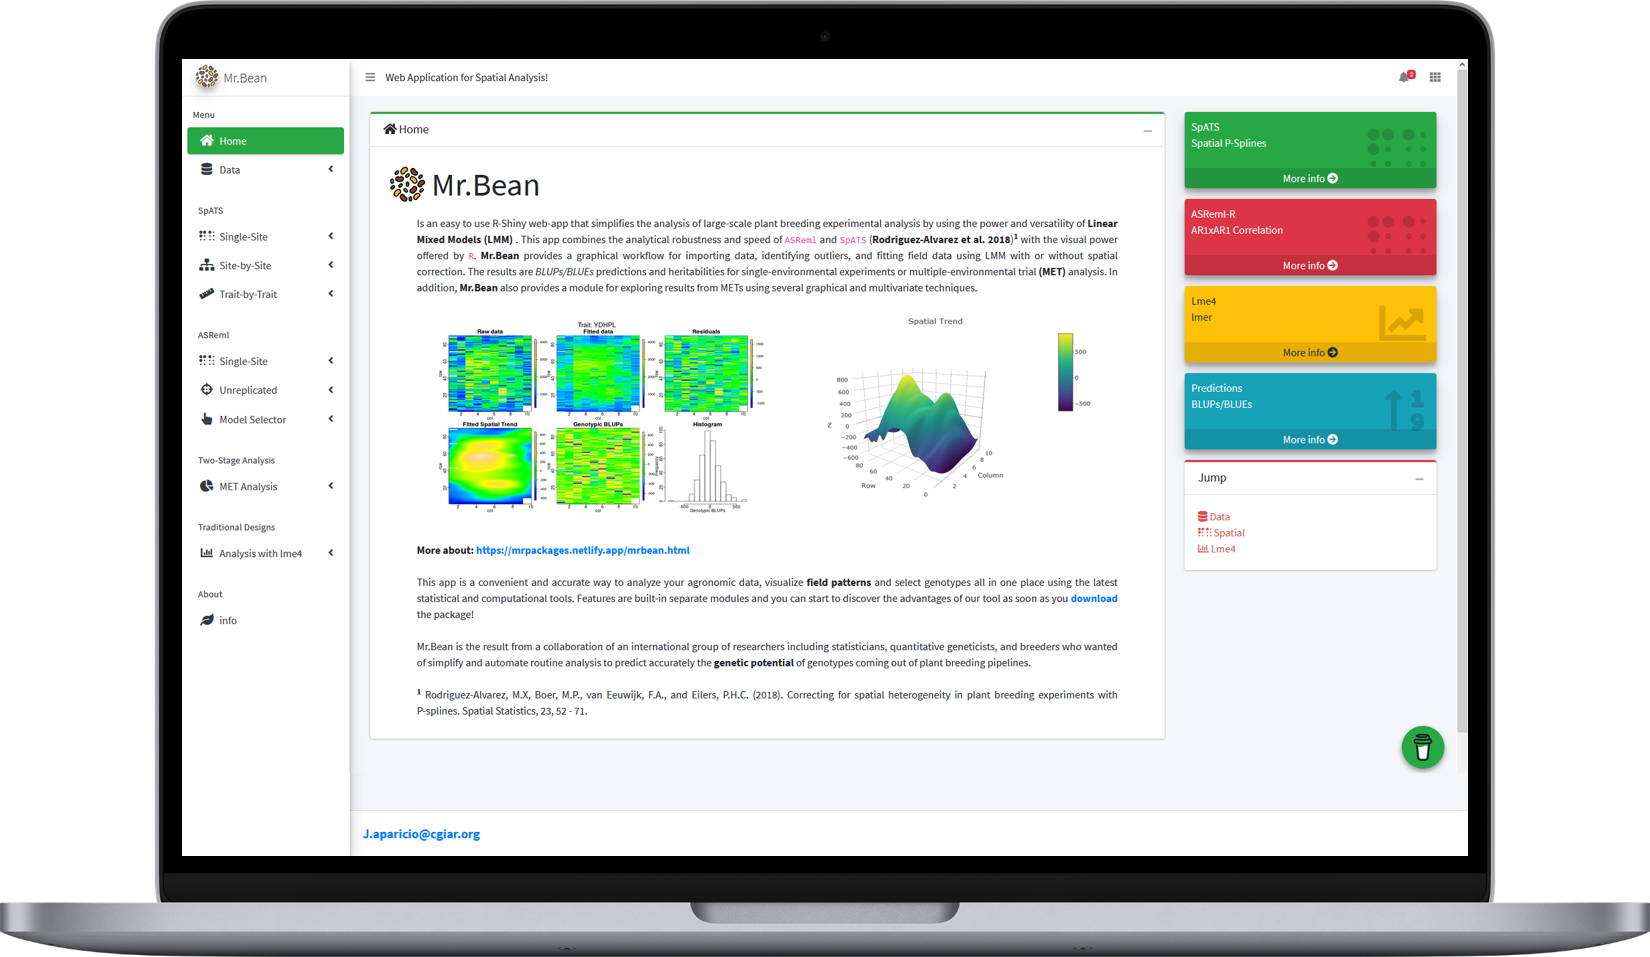 Mr.Bean
Web Application for Spatial Analysis!
2
Menu
Home
Data
SpATS
Single-Site
Site-by-Site
Trait-by-Trait
ASReml
Single-Site
Unreplicated
Model Selector
Two-Stage Analysis
MET Analysis
Traditional Designs
Analysis with lme4
About
info
Home
Mr.Bean
Is an easy to use R-Shiny web-app that simplifies the analysis of large-scale plant breeding experimental analysis by using the power and versatility of Linear
Mixed Models (LMM) . This app combines the analytical robustness and speed of ASReml and SpATS (Rodriguez-Alvarez et al. 2018)1 with the visual power
offered by R. Mr.Bean provides a graphical workflow for importing data, identifying outliers, and fitting field data using LMM with or without spatial
correction. The results are BLUPs/BLUEs predictions and heritabilities for single-environmental experiments or multiple-environmental trial (MET) analysis. In
addition, Mr.Bean also provides a module for exploring results from METs using several graphical and multivariate techniques.
Trait: YDHPL
Raw data
Fitted data
Residuals
Fitted Spatial Trend
Genotypic BLUPs
Histogram
Genotypic BLUPs
Spatial Trend
500
0
−500
800
600
400
200
0
−200
−400
−600
Z
80
60
40
20
0
Row
10
8
6
4
2
Column
More about: https://mrpackages.netlify.app/mrbean.html
This app is a convenient and accurate way to analyze your agronomic data, visualize field patterns and select genotypes all in one place using the latest
statistical and computational tools. Features are built-in separate modules and you can start to discover the advantages of our tool as soon as you download
the package!
Mr.Bean is the result from a collaboration of an international group of researchers including statisticians, quantitative geneticists, and breeders who wanted
of simplify and automate routine analysis to predict accurately the genetic potential of genotypes coming out of plant breeding pipelines.
1 Rodriguez-Alvarez, M.X, Boer, M.P., van Eeuwijk, F.A., and Eilers, P.H.C. (2018). Correcting for spatial heterogeneity in plant breeding experiments with
P-splines. Spatial Statistics, 23, 52 - 71.
SpATS
Spatial P-Splines
More info
ASReml-R
AR1xAR1 Correlation
More info
Lme4
lmer
More info
Predictions
BLUPs/BLUEs
1
9
More info
Jump
Data
Spatial
Lme4
J.aparicio@cgiar.org